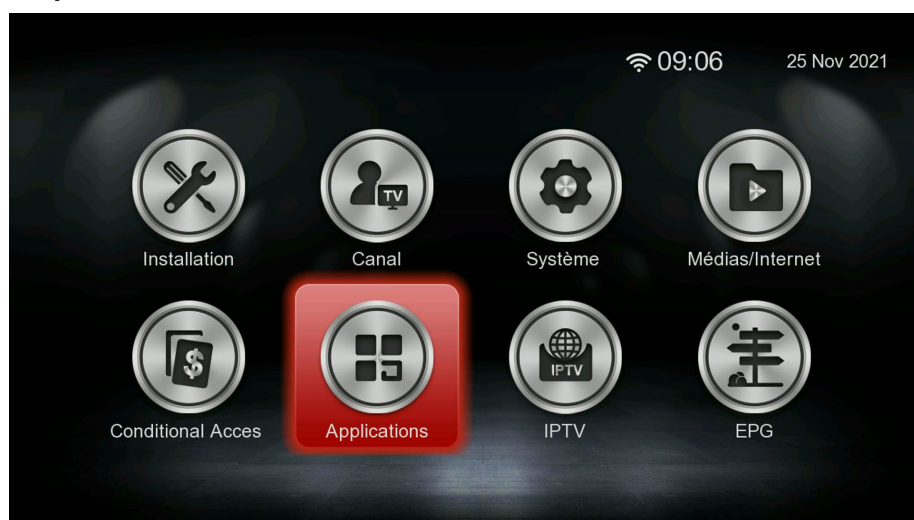 09:06 25 Nov 2021
TV
Installation Canal Système Médias/Internet
$ IPTV
Conditional Acces Applications IPTV EPG